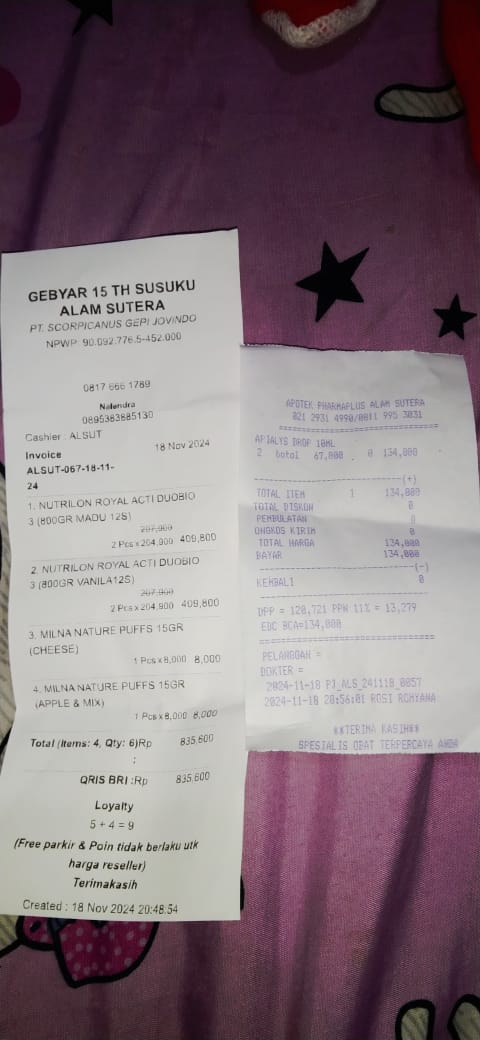 GEBYAR 15 TH SUSUKU
ALAM SUTERA
PT. SCORPICANUS GEPI JOVINDO
NPWP: 90.092.776.5-452.000
0817 666 1789
Nalendra
0895383885130
Cashier : ALSUT
Invoice 18 Nov 2024
ALSUT-067-18-11-
24
1. NUTRILON ROYAL ACTI DUOBIO
3 (800GR MADU 12S)
207,900
2 Pcs x 204,900 409,800
2. NUTRILON ROYAL ACTI DUOBIO
3 (800GR VANILA12S)
207,900
2 Pcs x 204,900 409,800
3. MILNA NATURE PUFFS 15GR
(CHEESE)
1 Pcs x 8,000 8,000
4. MILNA NATURE PUFFS 15GR
(APPLE & MIX)
1 Pcs x 8,000 8,000
Total (Items: 4, Qty: 6)Rp 835,600
:
QRIS BRI :Rp 835,600
Loyalty
5 + 4 = 9
(Free parkir & Poin tidak berlaku utk
harga reseller)
Terimakasih
Created : 18 Nov 2024 20:48:54
APOTEK PHARMAPLUS ALAM SUTERA
021 2931 4990/0811 995 3031
APIALYS DROP 10ML
2 botol 67,000 . 0 134,000
(+)
TOTAL ITEM 1 134,000
TOTAL DISKON 0
PEMBULATAN 0
ONGKOS KIRIM 0
TOTAL HARGA 134,000
BAYAR 134,000
(-)
KEMBALI 0
DPP = 120,721 PPN 11% = 13,279
EDC BCA=134,000
PELANGGAN =
DOKTER =
2024-11-18 PJ_ALS_241118_0057
2024-11-18 20:56:01 ROSI ROHYANA
**TERIMA KASIH**
SPESIALIS OBAT TERPERCAYA ANDA